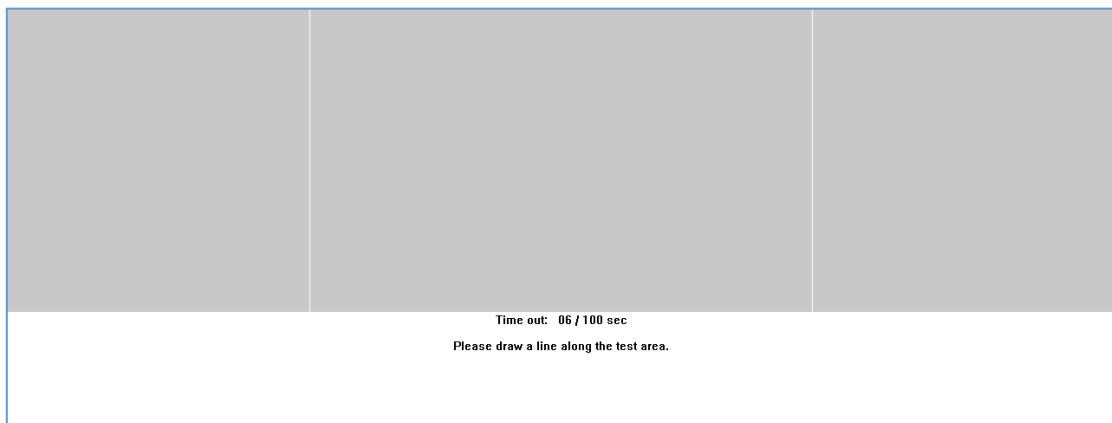 Time out: 06 / 100 sec
Please draw a line along the test area.